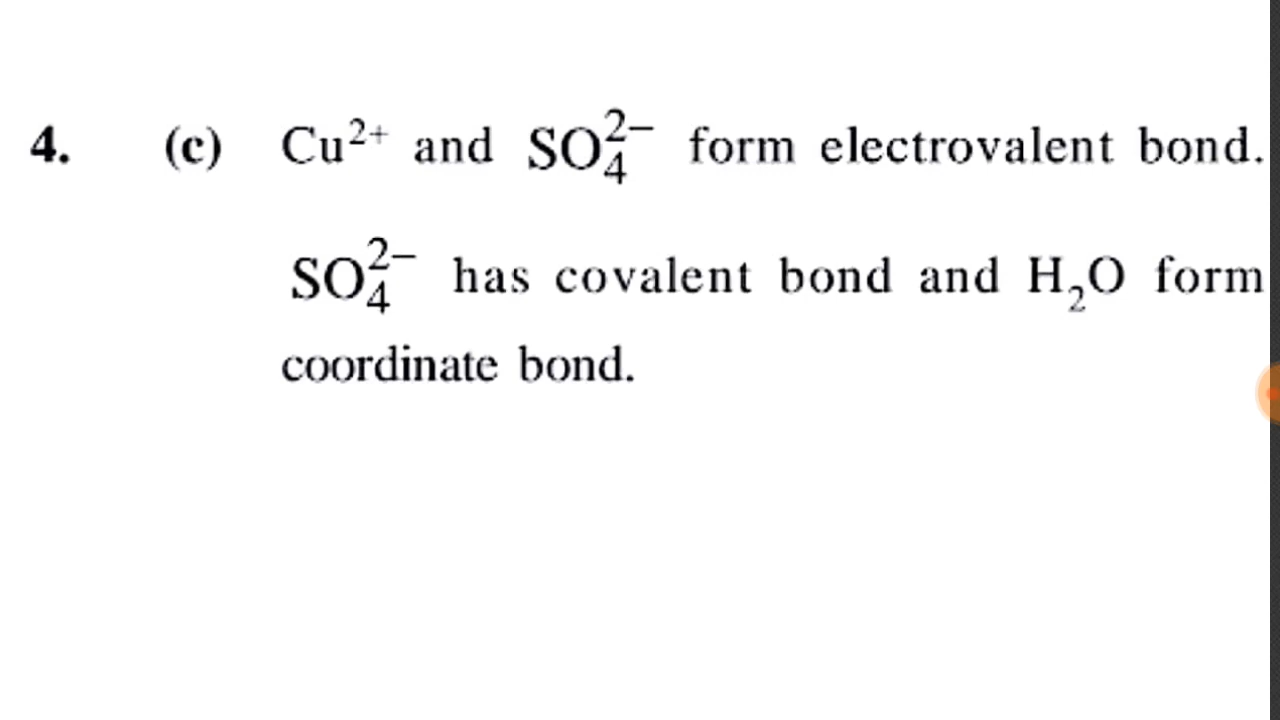 4. (c) Cu²⁺ and SO₄²⁻ form electrovalent bond.
SO₄²⁻ has covalent bond and H₂O form
coordinate bond.